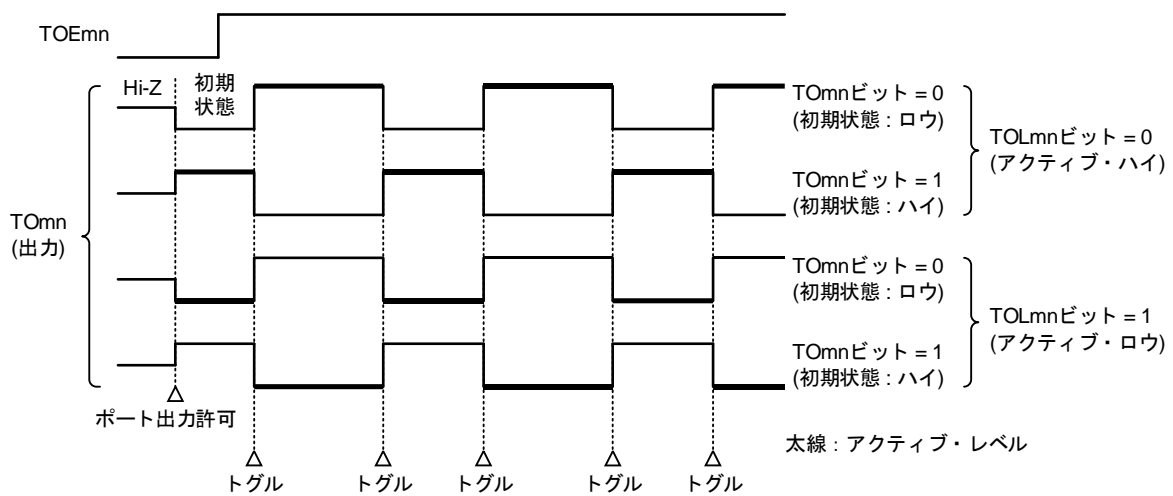 TOEmn
Hi-Z
初期
状態
TOmnビット = 0
(初期状態 : ロウ)
TOLmnビット = 0
(アクティブ・ハイ)
TOmnビット = 1
(初期状態 : ハイ)
TOmn
(出力)
TOmnビット = 0
(初期状態 : ロウ)
TOLmnビット = 1
(アクティブ・ロウ)
TOmnビット = 1
(初期状態 : ハイ)
ポート出力許可
太線 : アクティブ・レベル
トグル トグル トグル トグル トグル